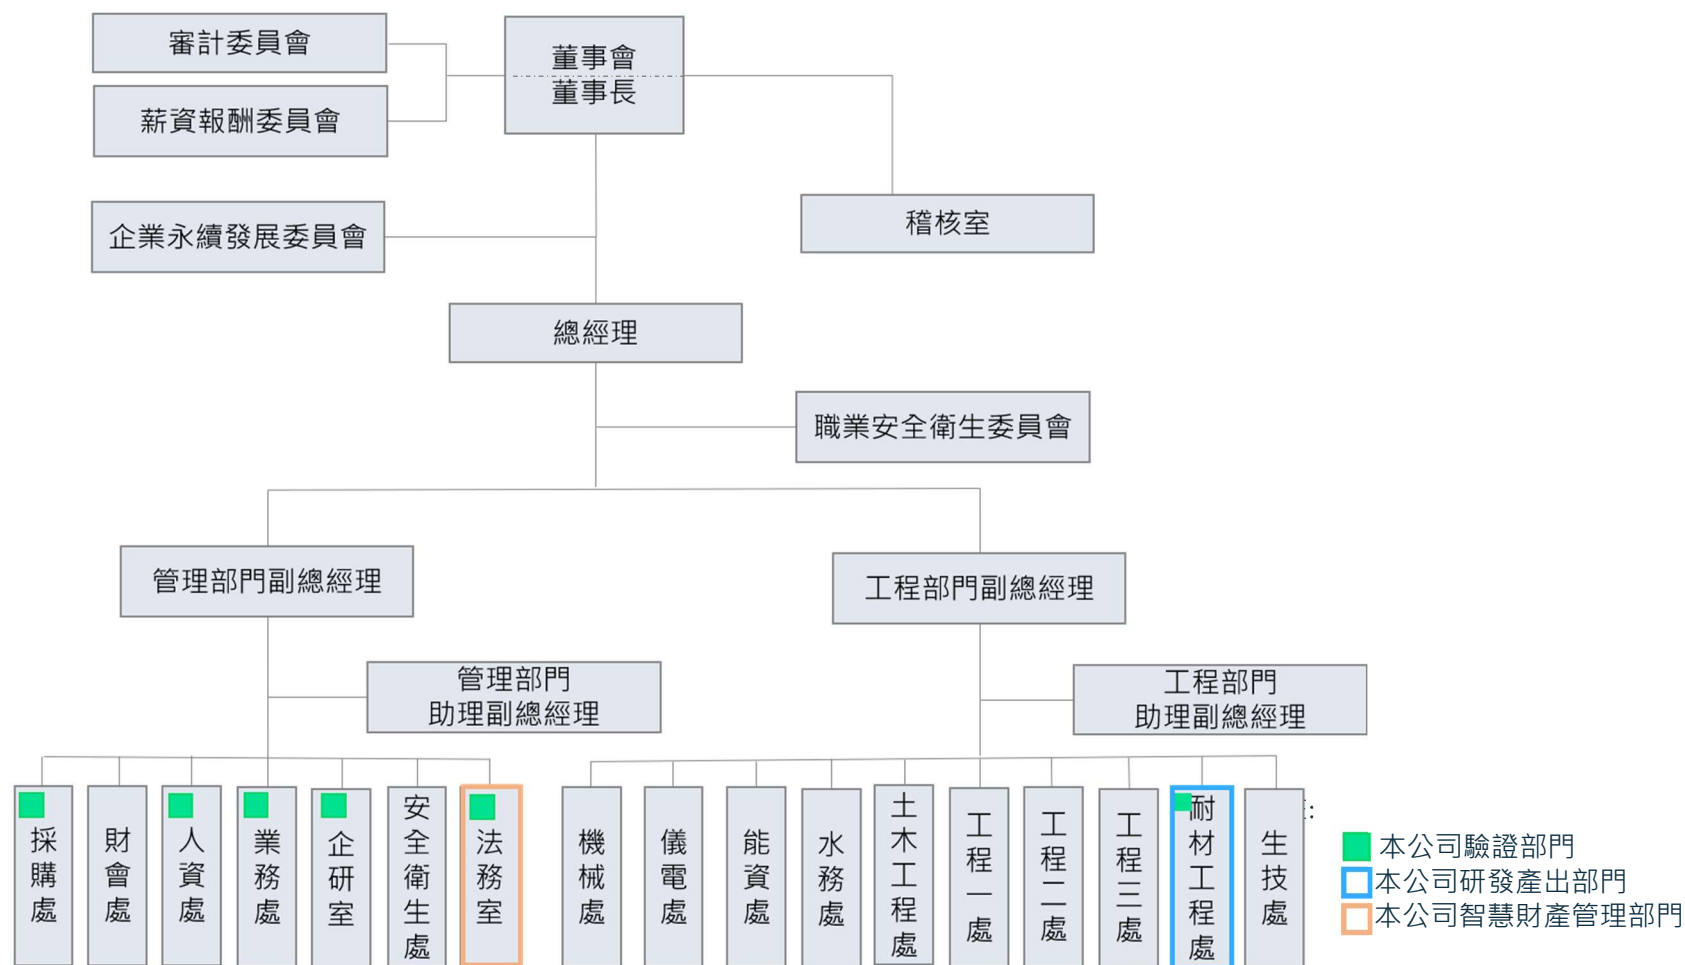 審計委員會
薪資報酬委員會
董事會
董事長
企業永續發展委員會
稽核室
總經理
職業安全衛生委員會
管理部門副總經理
工程部門副總經理
管理部門
助理副總經理
工程部門
助理副總經理
採購處
財會處
人資處
業務處
企研室
安全衛生處
法務室
機械處
儀電處
能資處
水務處
土木工程處
工程一處
工程二處
工程三處
耐材工程處
生技處
:
本公司驗證部門
本公司研發產出部門
本公司智慧財產管理部門